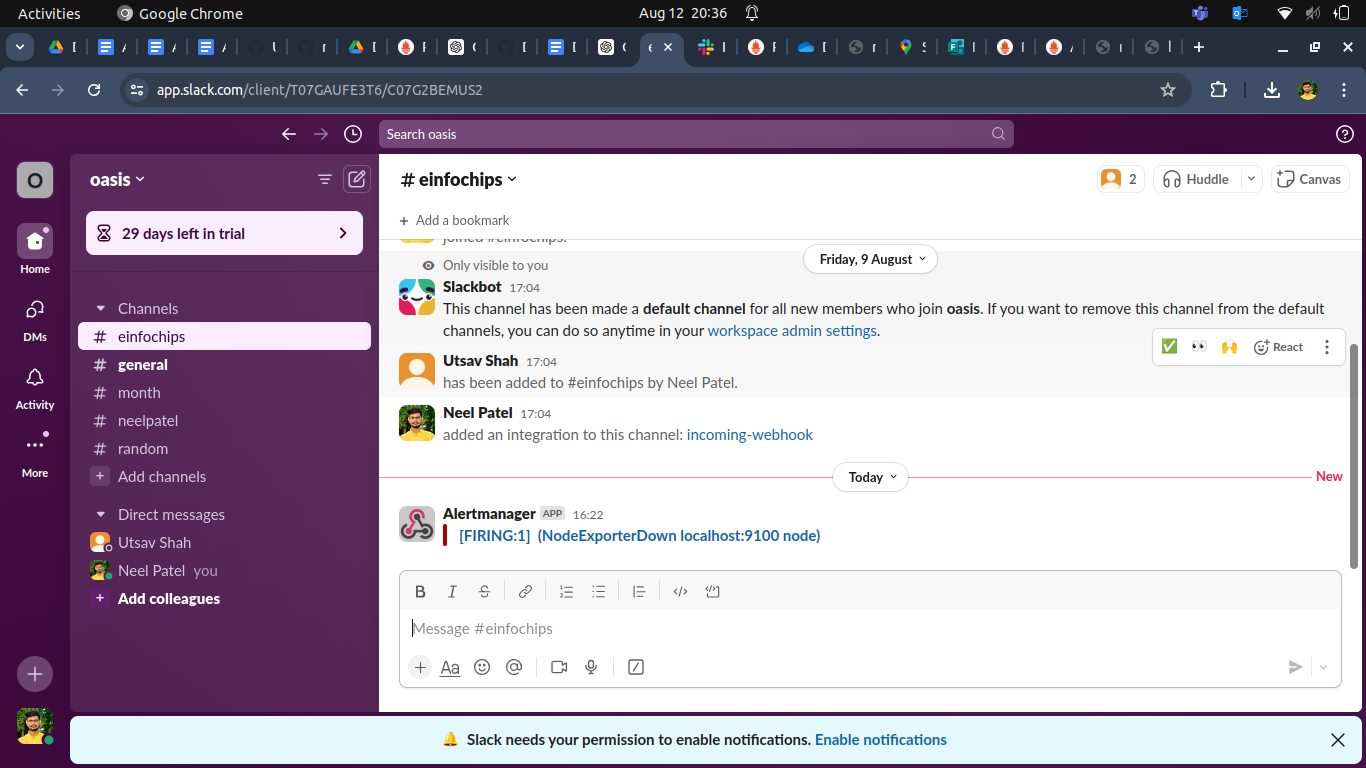 Activities
Google Chrome
Aug 12 20:36
app.slack.com/client/T07GAUFE3T6/C07G2BEMUS2
Search oasis
O
oasis
29 days left in trial
Home
DMs
Activity
More
Channels
# einfochips
# general
# month
# neelpatel
# random
+ Add channels
Direct messages
Utsav Shah
Neel Patel you
+ Add colleagues
# einfochips
2
Huddle
Canvas
+ Add a bookmark
joined #einfochips.
Friday, 9 August
Only visible to you
Slackbot 17:04
This channel has been made a default channel for all new members who join oasis. If you want to remove this channel from the default
channels, you can do so anytime in your workspace admin settings.
React
Utsav Shah 17:04
has been added to #einfochips by Neel Patel.
Neel Patel 17:04
added an integration to this channel: incoming-webhook
Today
New
Alertmanager APP 16:22
[FIRING:1] (NodeExporterDown localhost:9100 node)
B I S
Message #einfochips
+ Aa
Slack needs your permission to enable notifications. Enable notifications